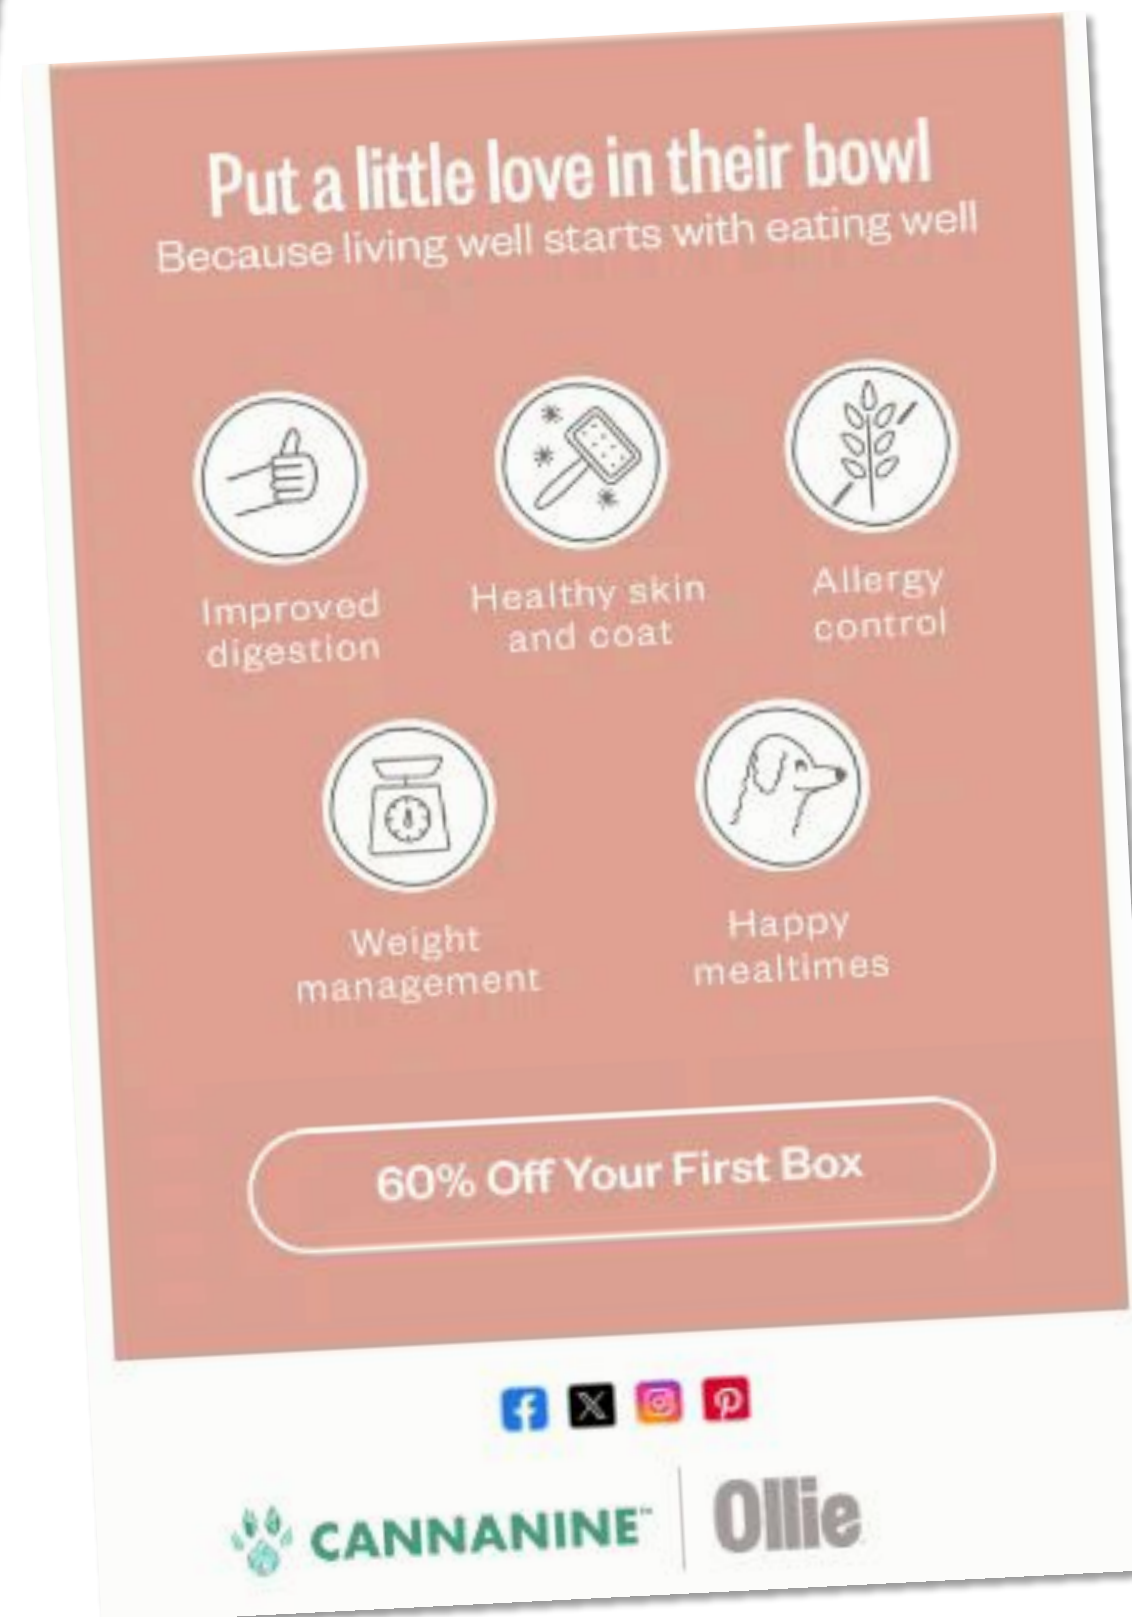 Put a little love in their bowl
Because living well starts with eating well
Improved
digestion
Healthy skin
and coat
Allergy
control
Weight
management
Happy
mealtimes
60% Off Your First Box
CANNANINE™
Ollie